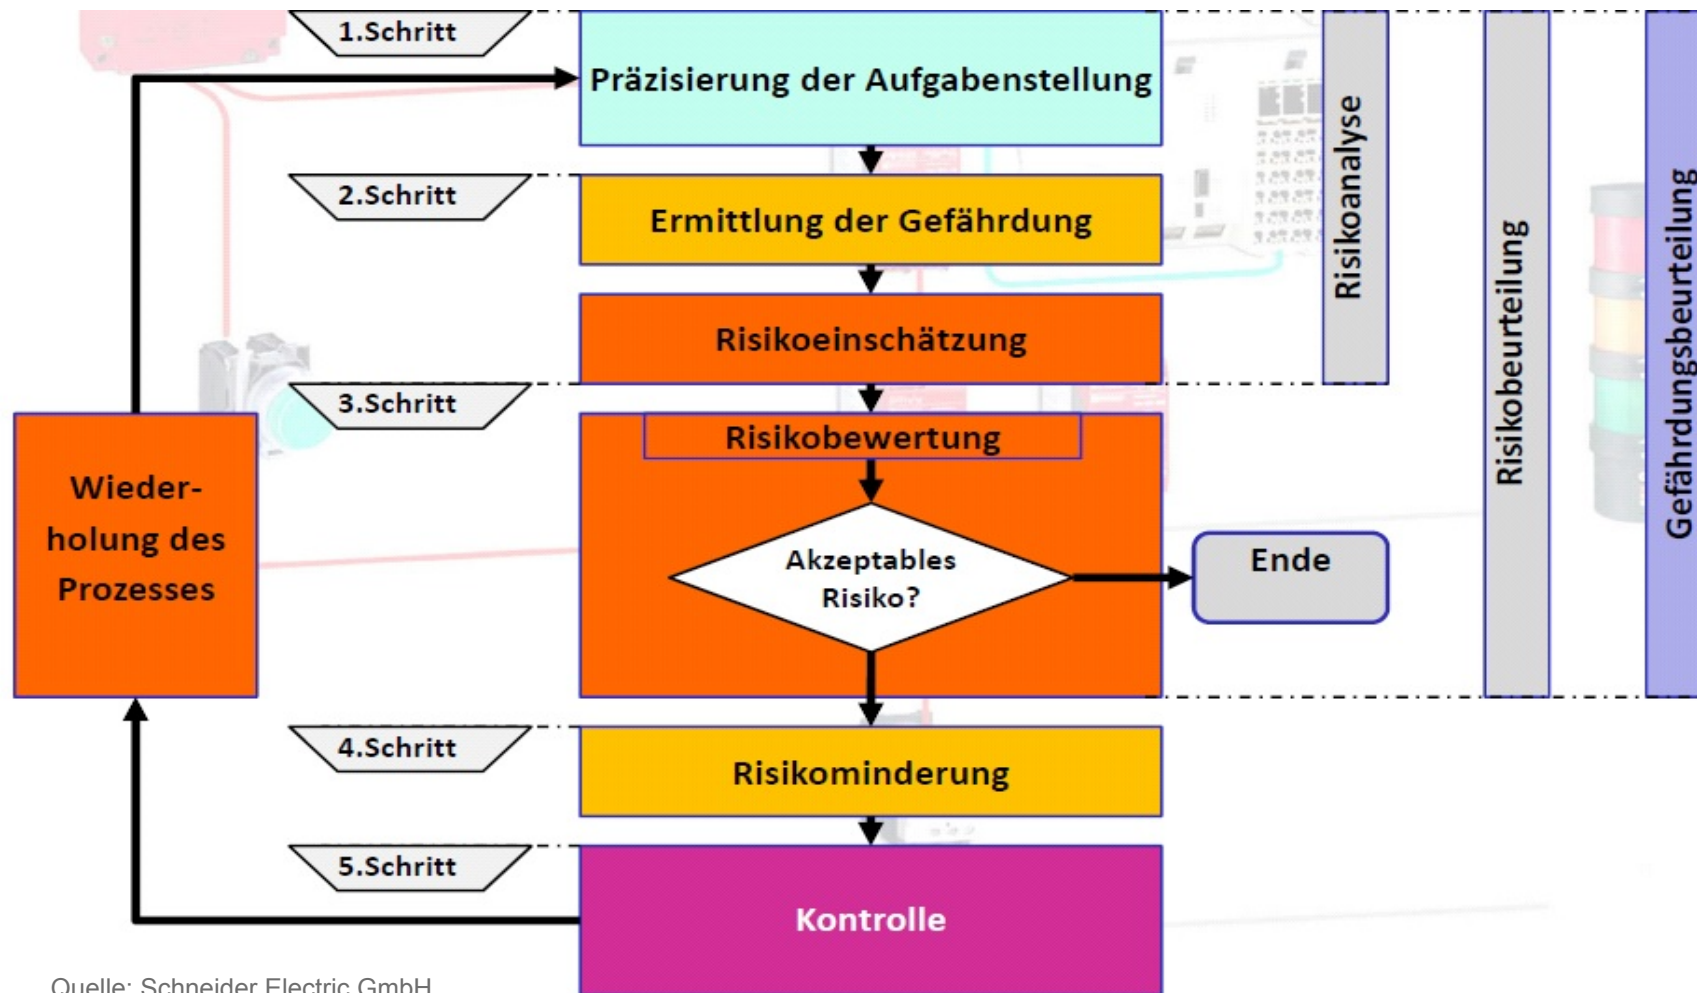 1.Schritt
Präzisierung der Aufgabenstellung
2.Schritt
Ermittlung der Gefährdung
Risikoeinschätzung
3.Schritt
Risikobewertung
Akzeptables
Risiko?
Ende
Wieder-
holung des
Prozesses
4.Schritt
Risikominderung
5.Schritt
Kontrolle
Risikoanalyse
Risikobeurteilung
Gefährdungsbeurteilung
Quelle: Schneider Electric GmbH